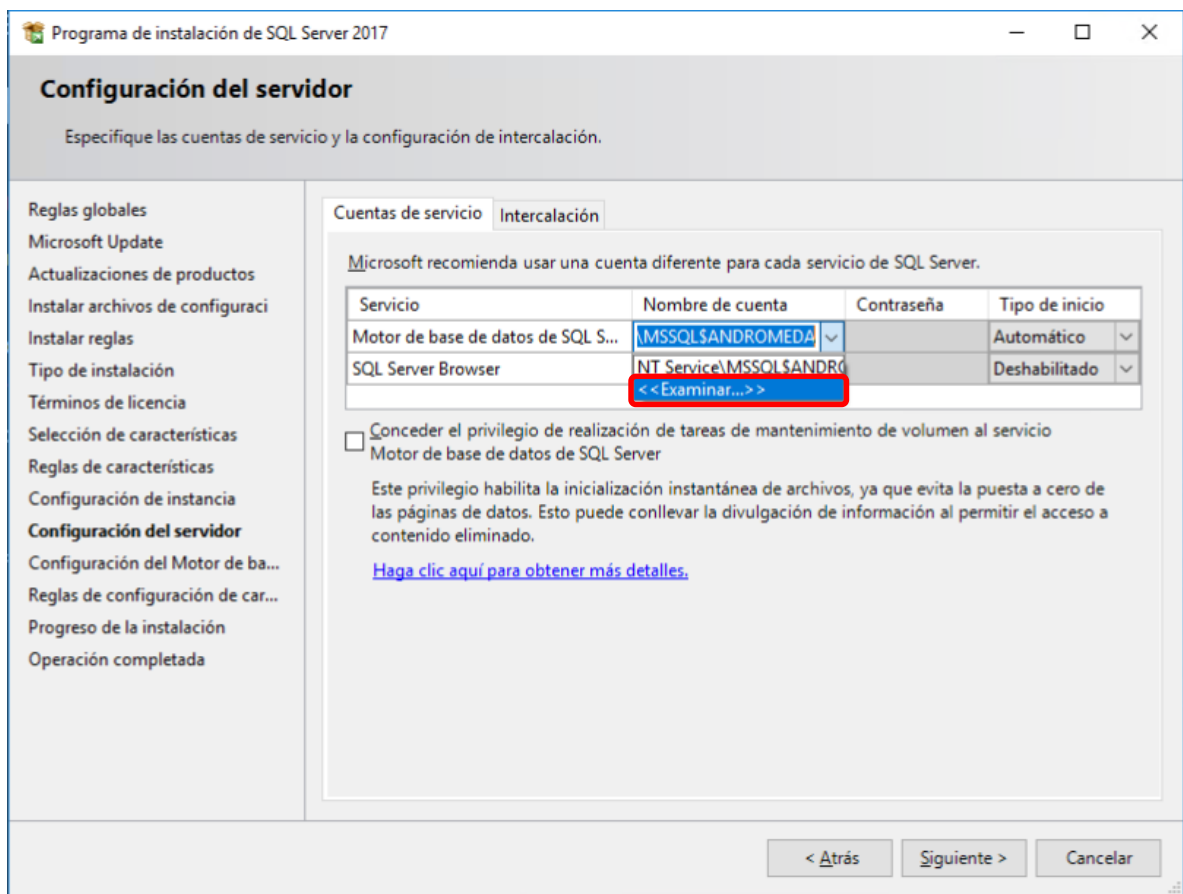 Programa de instalación de SQL Server 2017
Configuración del servidor
Especifique las cuentas de servicio y la configuración de intercalación.
Reglas globales
Microsoft Update
Actualizaciones de productos
Instalar archivos de configuraci
Instalar reglas
Tipo de instalación
Términos de licencia
Selección de características
Reglas de características
Configuración de instancia
Configuración del servidor
Configuración del Motor de ba...
Reglas de configuración de car...
Progreso de la instalación
Operación completada
Cuentas de servicio Intercalación
Microsoft recomienda usar una cuenta diferente para cada servicio de SQL Server.
Servicio Nombre de cuenta Contraseña Tipo de inicio
Motor de base de datos de SQL S... \MSSQL$ANDROMEDA Automático
SQL Server Browser NT Service\MSSQL$ANDRO Deshabilitado
<<Examinar...>>
Conceder el privilegio de realización de tareas de mantenimiento de volumen al servicio
Motor de base de datos de SQL Server
Este privilegio habilita la inicialización instantánea de archivos, ya que evita la puesta a cero de
las páginas de datos. Esto puede conllevar la divulgación de información al permitir el acceso a
contenido eliminado.
Haga clic aquí para obtener más detalles.
< Atrás Siguiente > Cancelar